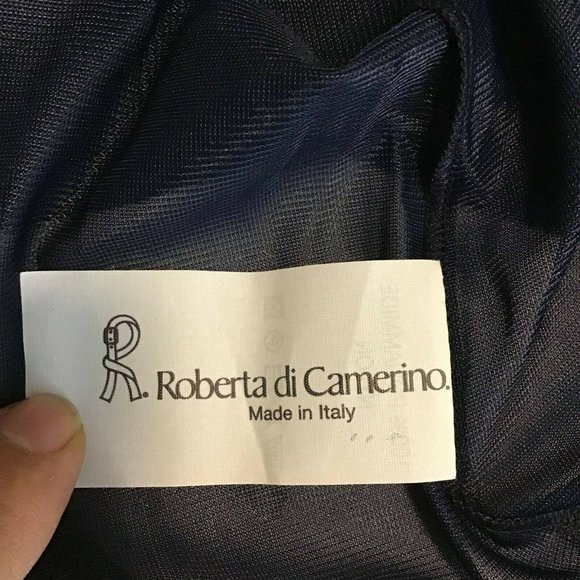 R. Roberta di Camerino.
Made in Italy